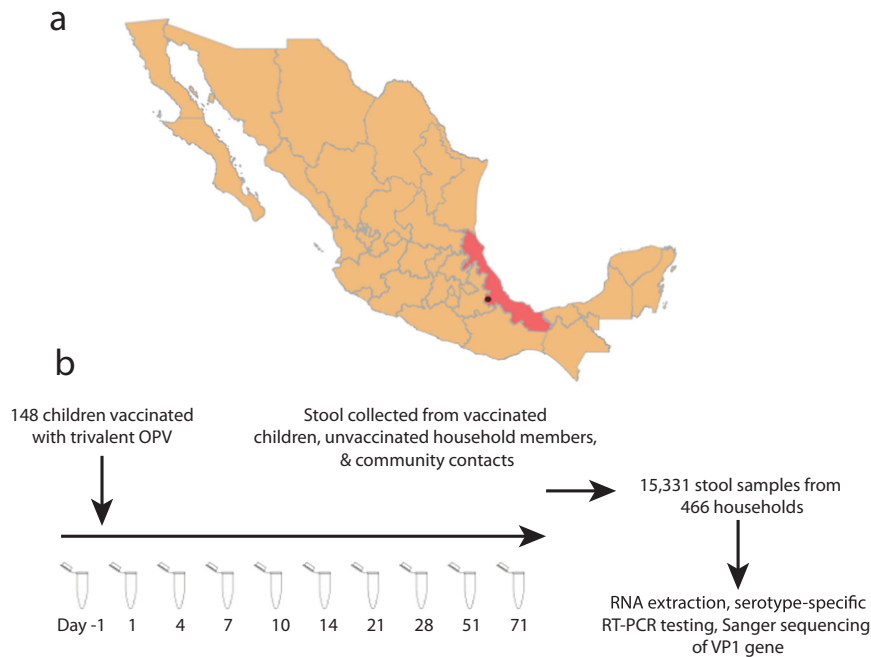 a
b
148 children vaccinated
with trivalent OPV
Stool collected from vaccinated
children, unvaccinated household members,
& community contacts
15,331 stool samples from
466 households
Day -1 1 4 7 10 14 21 28 51 71
RNA extraction, serotype-specific
RT-PCR testing, Sanger sequencing
of VP1 gene